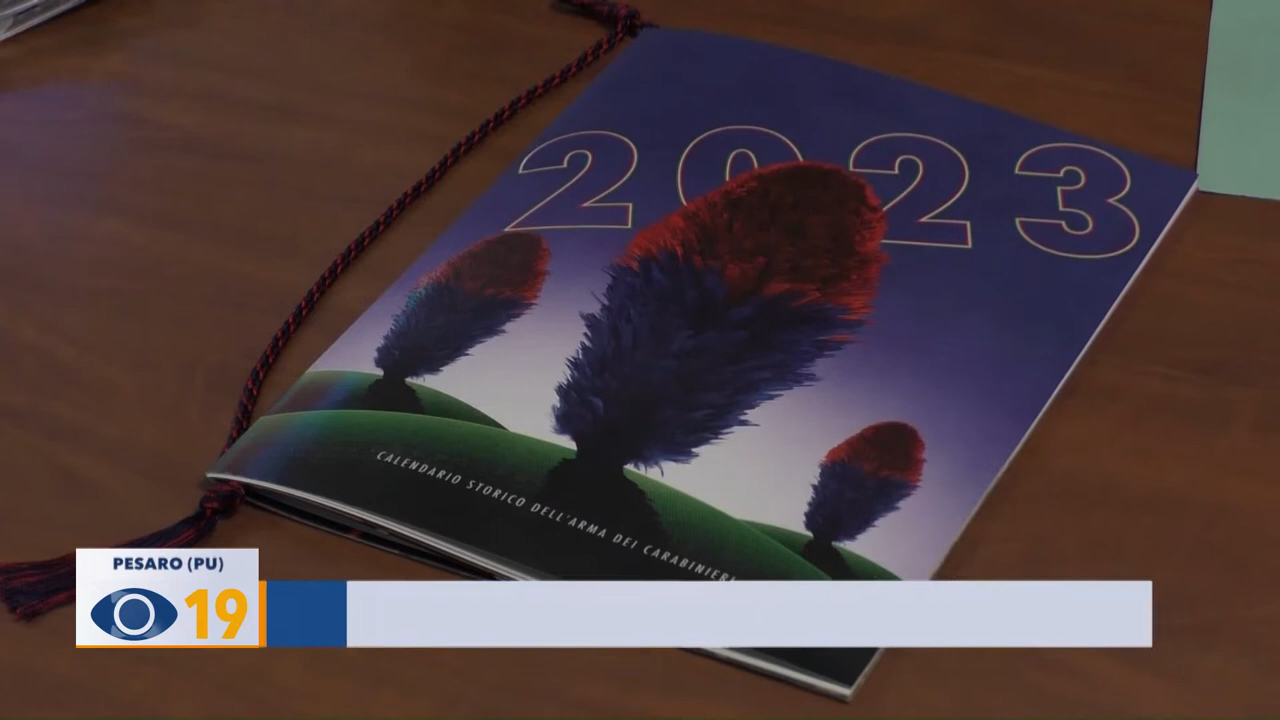 2023
CALENDARIO STORICO DELL'ARMA DEI CARABINIERI
PESARO (PU)
19